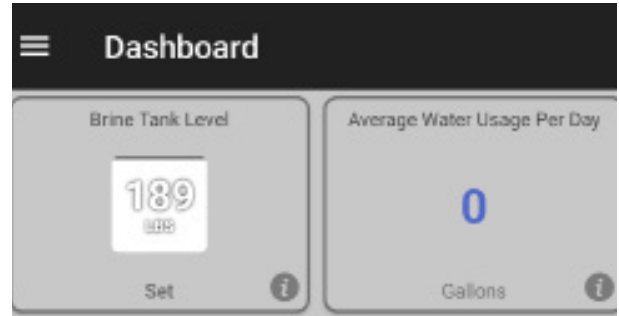 Dashboard
Brine Tank Level
189
LBS
Set
Average Water Usage Per Day
0
Gallons